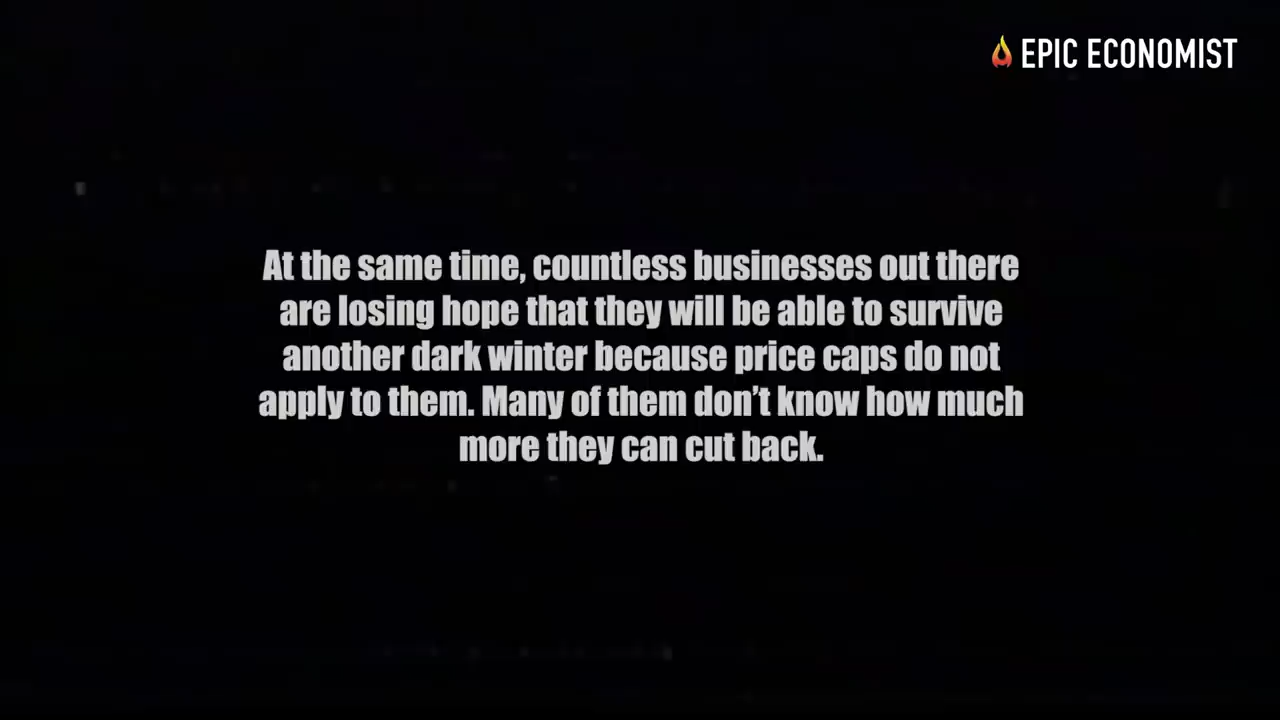 EPIC ECONOMIST
At the same time, countless businesses out there
are losing hope that they will be able to survive
another dark winter because price caps do not
apply to them. Many of them don’t know how much
more they can cut back.